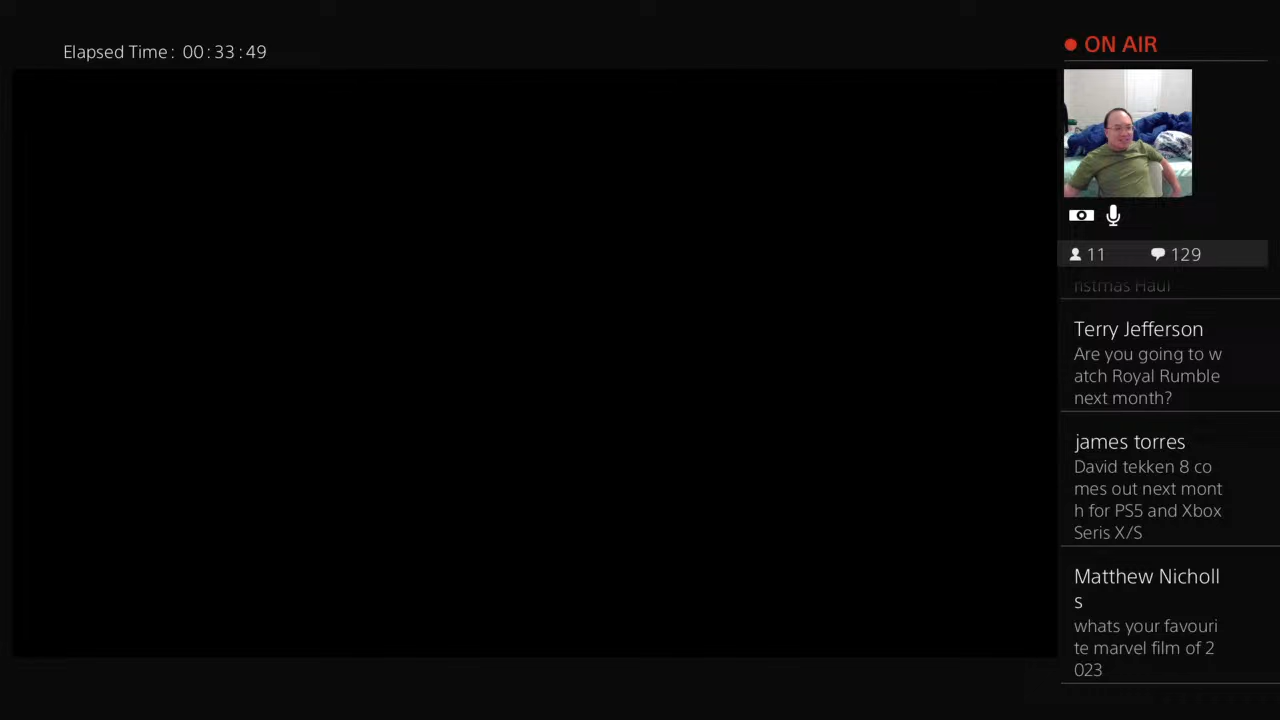 Elapsed Time: 00:33:49
ON AIR
11 129
ristmas Haul
Terry Jefferson
Are you going to w
atch Royal Rumble
next month?
james torres
David tekken 8 co
mes out next mont
h for PS5 and Xbox
Seris X/S
Matthew Nicholl
s
whats your favouri
te marvel film of 2
023